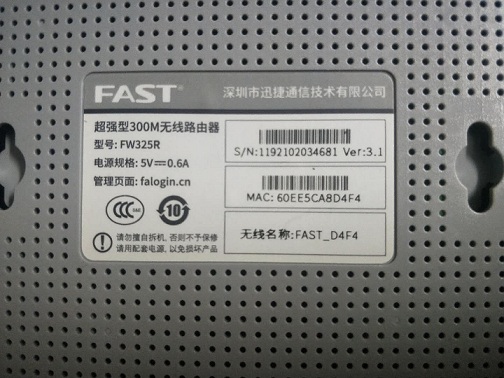 FAST® 深圳市迅捷通信技术有限公司
超强型300M无线路由器
型号: FW325R
电源规格: 5V⎓0.6A
管理页面: falogin.cn
S/N:1192102034681 Ver:3.1
MAC: 60EE5CA8D4F4
CCC
10
请勿擅自拆机, 否则不予保修
请用配套电源, 以免损坏产品
无线名称:FAST_D4F4